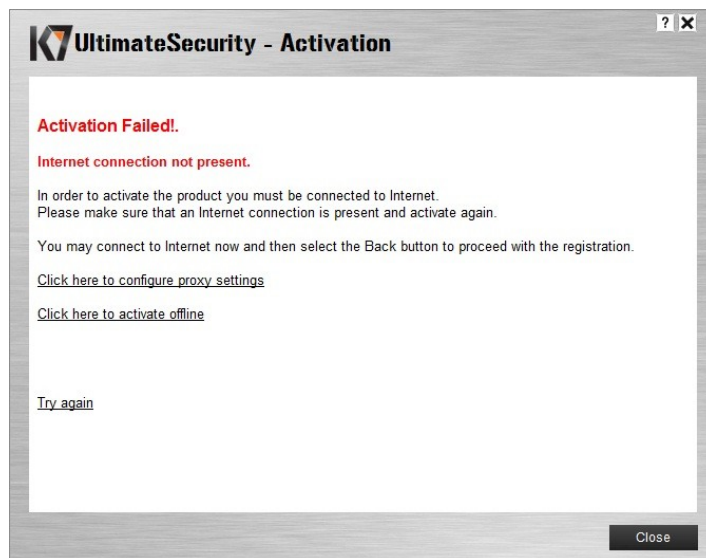 ? X
K7 UltimateSecurity - Activation
Activation Failed!.
Internet connection not present.
In order to activate the product you must be connected to Internet.
Please make sure that an Internet connection is present and activate again.
You may connect to Internet now and then select the Back button to proceed with the registration.
Click here to configure proxy settings
Click here to activate offline
Try again
Close